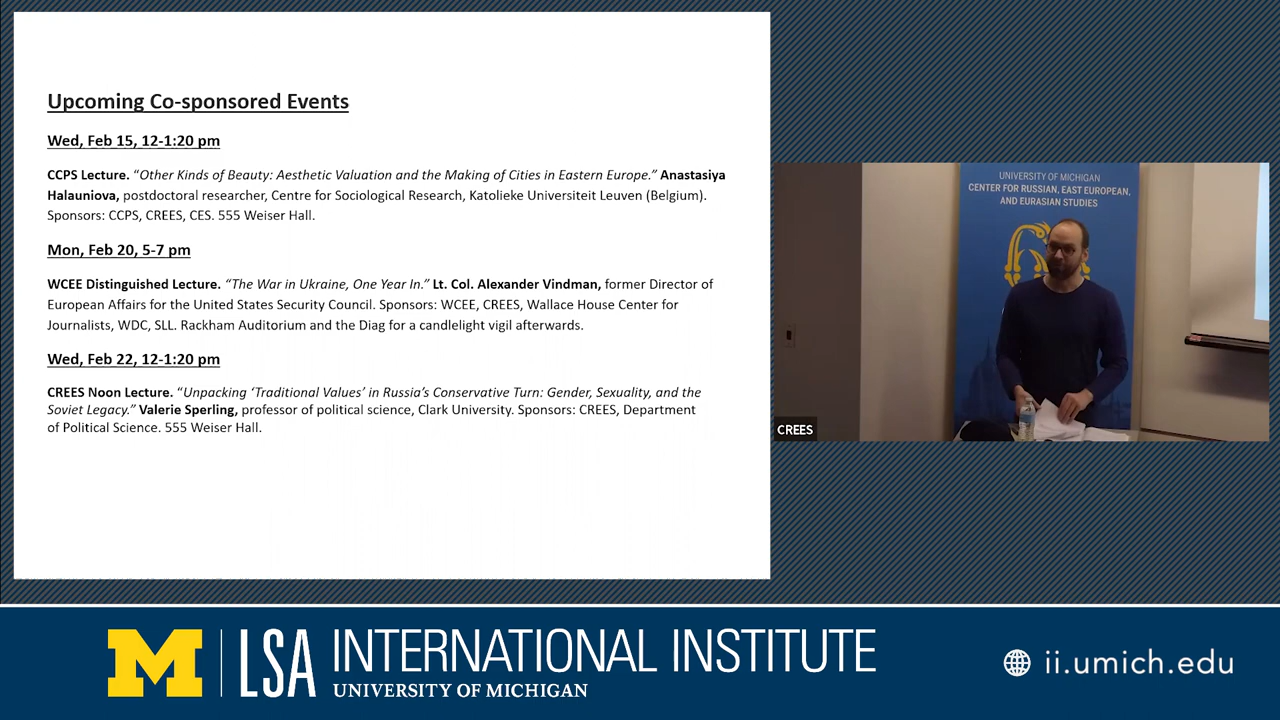 Upcoming Co-sponsored Events
Wed, Feb 15, 12-1:20 pm
CCPS Lecture. “Other Kinds of Beauty: Aesthetic Valuation and the Making of Cities in Eastern Europe.” Anastasiya
Halauniova, postdoctoral researcher, Centre for Sociological Research, Katolieke Universiteit Leuven (Belgium).
Sponsors: CCPS, CREES, CES. 555 Weiser Hall.
Mon, Feb 20, 5-7 pm
WCEE Distinguished Lecture. “The War in Ukraine, One Year In.” Lt. Col. Alexander Vindman, former Director of
European Affairs for the United States Security Council. Sponsors: WCEE, CREES, Wallace House Center for
Journalists, WDC, SLL. Rackham Auditorium and the Diag for a candlelight vigil afterwards.
Wed, Feb 22, 12-1:20 pm
CREES Noon Lecture. “Unpacking ‘Traditional Values’ in Russia’s Conservative Turn: Gender, Sexuality, and the
Soviet Legacy.” Valerie Sperling, professor of political science, Clark University. Sponsors: CREES, Department
of Political Science. 555 Weiser Hall.
UNIVERSITY OF MICHIGAN
CENTER FOR RUSSIAN, EAST EUROPEAN,
AND EURASIAN STUDIES
CREES
M LSA INTERNATIONAL INSTITUTE
UNIVERSITY OF MICHIGAN
ii.umich.edu